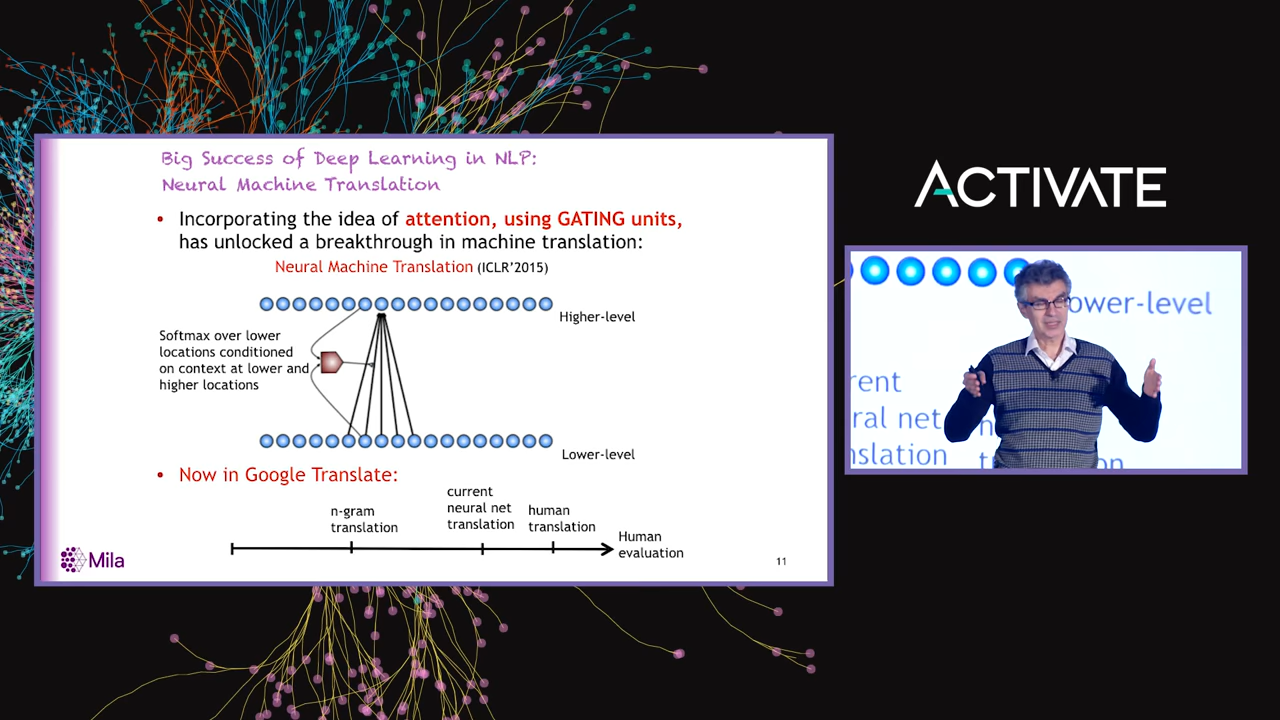 Big Success of Deep Learning in NLP:
Neural Machine Translation
• Incorporating the idea of attention, using GATING units,
has unlocked a breakthrough in machine translation:
Neural Machine Translation (ICLR'2015)
Higher-level
Softmax over lower
locations conditioned
on context at lower and
higher locations
Lower-level
• Now in Google Translate:
n-gram
translation
current
neural net
translation
human
translation
Human
evaluation
Mila
11
ACTIVATE
ower-level
rent
ral net
nslation
on